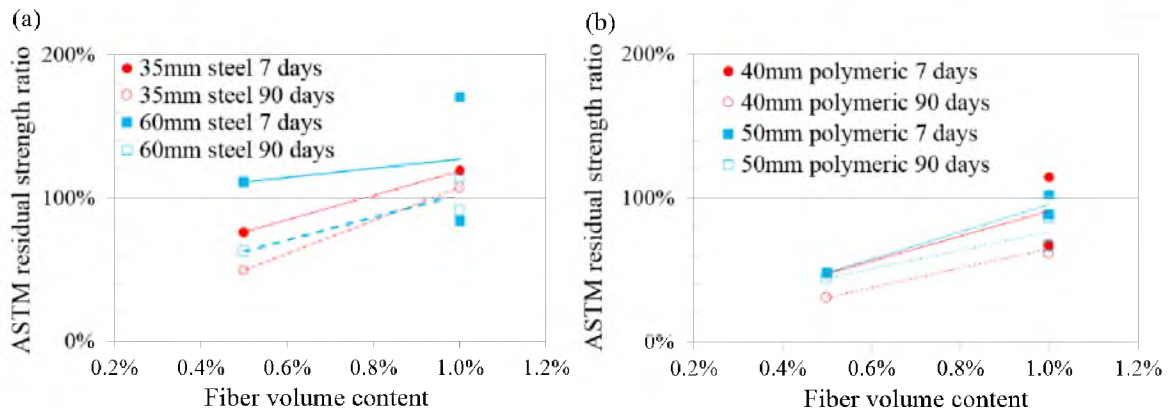 (a)
ASTM residual strength ratio
200%
100%
0%
35mm steel 7 days
35mm steel 90 days
60mm steel 7 days
60mm steel 90 days
0.2% 0.4% 0.6% 0.8% 1.0% 1.2%
Fiber volume content
(b)
ASTM residual strength ratio
200%
100%
0%
40mm polymeric 7 days
40mm polymeric 90 days
50mm polymeric 7 days
50mm polymeric 90 days
0.2% 0.4% 0.6% 0.8% 1.0% 1.2%
Fiber volume content